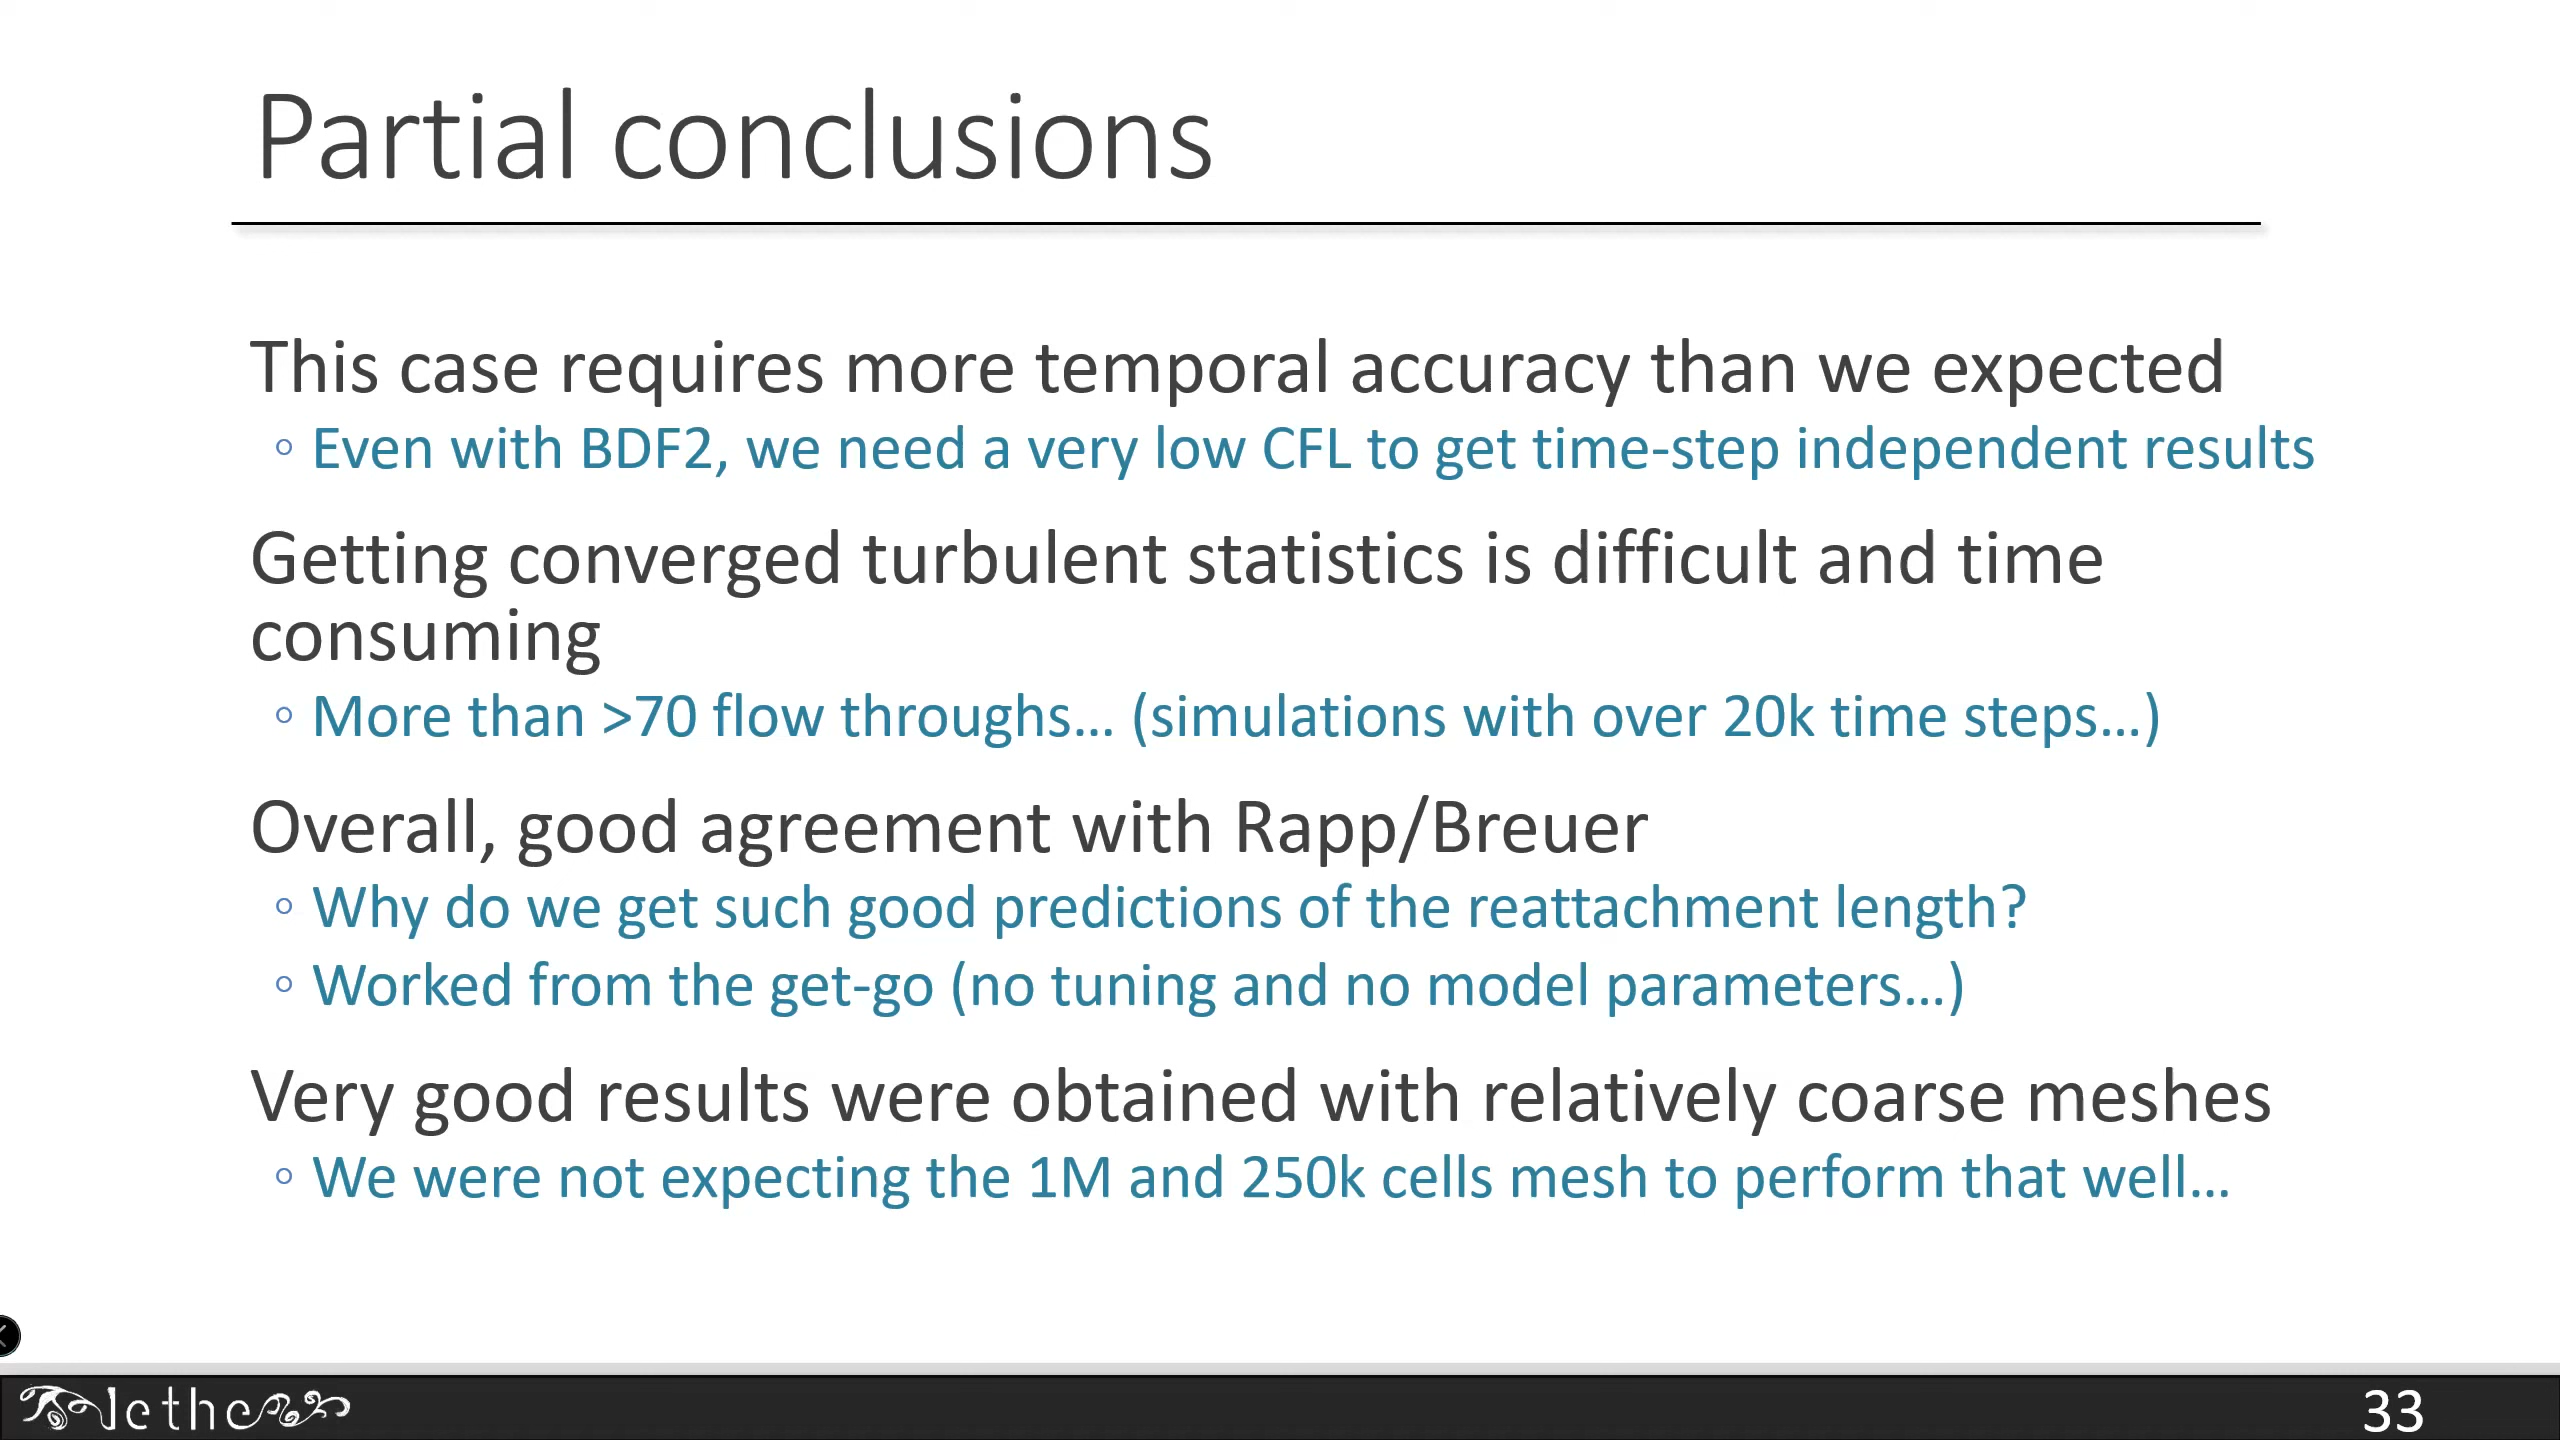 Partial conclusions
This case requires more temporal accuracy than we expected
◦ Even with BDF2, we need a very low CFL to get time-step independent results
Getting converged turbulent statistics is difficult and time
consuming
◦ More than >70 flow throughs… (simulations with over 20k time steps…)
Overall, good agreement with Rapp/Breuer
◦ Why do we get such good predictions of the reattachment length?
◦ Worked from the get-go (no tuning and no model parameters…)
Very good results were obtained with relatively coarse meshes
◦ We were not expecting the 1M and 250k cells mesh to perform that well…
lethe
33